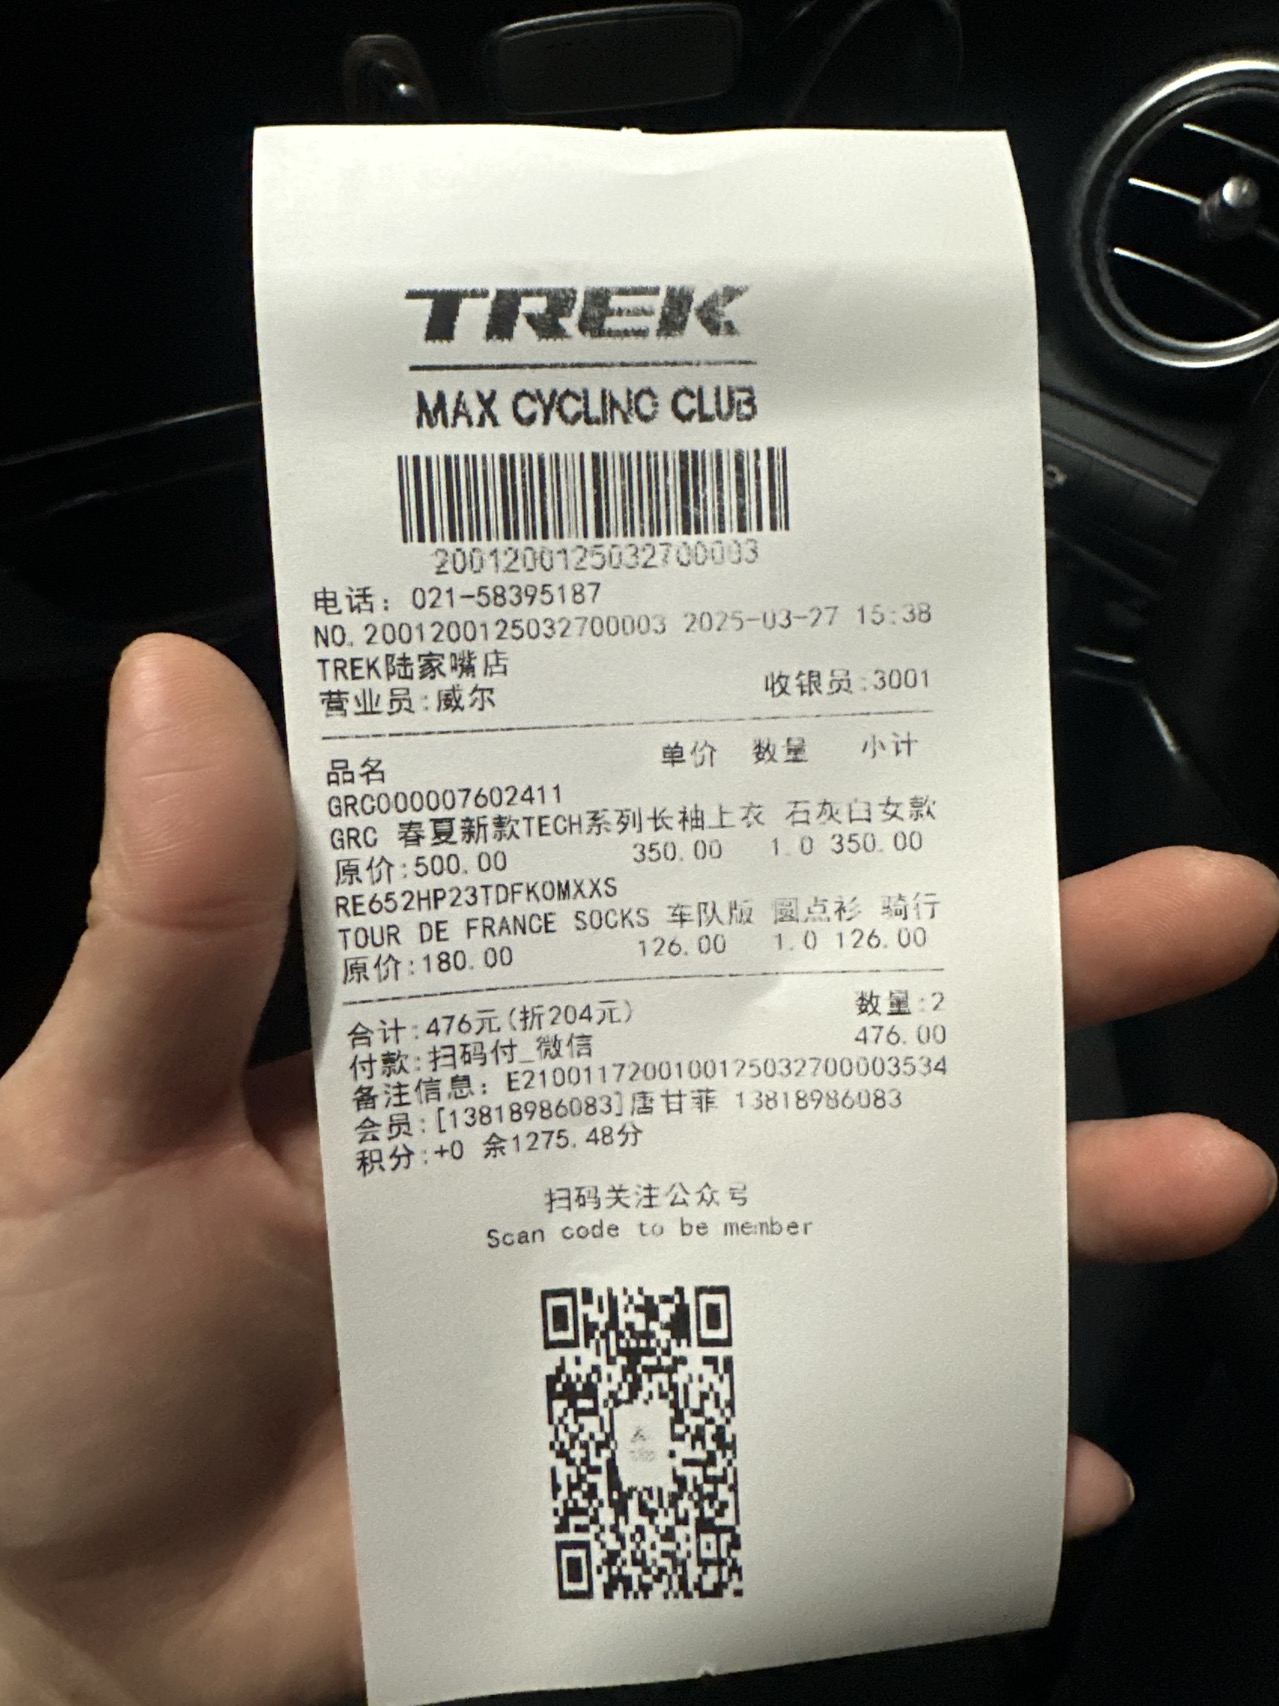 TREK
MAX CYCLING CLUB
2001200125032700003
电话：021-58395187
NO.2001200125032700003 2025-03-27 15:38
TREK陆家嘴店
营业员:威尔 收银员:3001
品名 单价 数量 小计
GRC000007602411
GRC 春夏新款TECH系列长袖上衣 石灰白女款
原价:500.00 350.00 1.0 350.00
RE652HP23TDFKOMXXS
TOUR DE FRANCE SOCKS 车队版 圆点衫 骑行
原价:180.00 126.00 1.0 126.00
合计:476元(折204元) 数量:2
付款:扫码付_微信 476.00
备注信息：E2100117200100125032700003534
会员:[13818986083]唐甘菲 13818986083
积分:+0 余1275.48分
扫码关注公众号
Scan code to be member